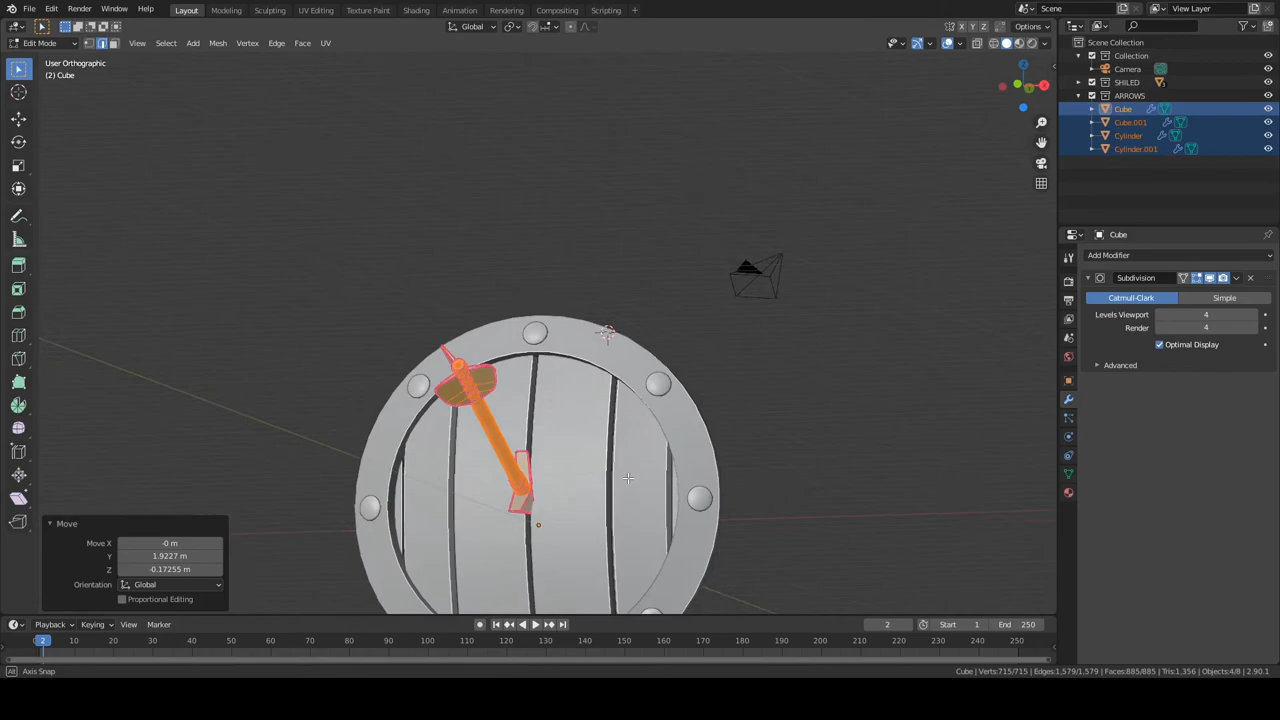 File Edit Render Window Help Layout Modeling Sculpting UV Editing Texture Paint Shading Animation Rendering Compositing Scripting + Scene View Layer
Global Options
Edit Mode View Select Add Mesh Vertex Edge Face UV X Y Z
User Orthographic
(2) Cube
Scene Collection
Collection
Camera
SHILED 3
ARROWS
Cube
Cube.001
Cylinder
Cylinder.001
Cube
Add Modifier
Subdivision
Catmull-Clark Simple
Levels Viewport 4
Render 4
Optimal Display
Advanced
Move
Move X -0 m
Y 1.9227 m
Z -0.17255 m
Orientation Global
Proportional Editing
Playback Keying View Marker 2 Start 1 End 250
2 10 20 30 40 50 60 70 80 90 100 110 120 130 140 150 160 170 180 190 200 210 220 230 240 250
Alt Axis Snap Cube | Verts:715/715 | Edges:1,579/1,579 | Faces:885/885 | Tris:1,356 | Objects:4/8 | 2.90.1